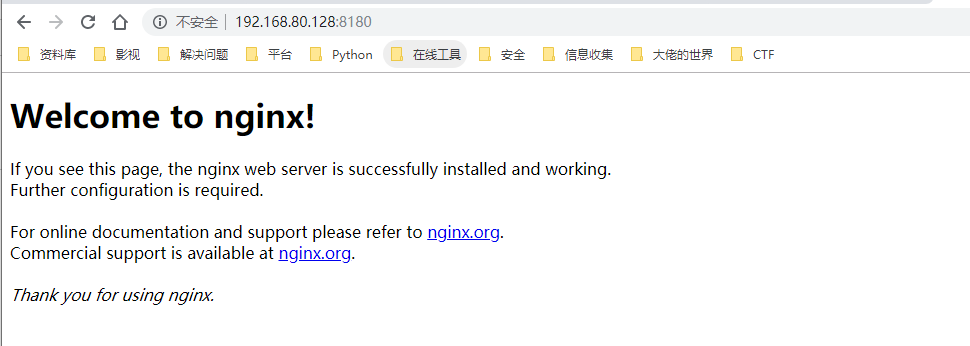 不安全 192.168.80.128:8180
资料库 影视 解决问题 平台 Python 在线工具 安全 信息收集 大佬的世界 CTF
Welcome to nginx!
If you see this page, the nginx web server is successfully installed and working.
Further configuration is required.
For online documentation and support please refer to nginx.org.
Commercial support is available at nginx.org.
Thank you for using nginx.